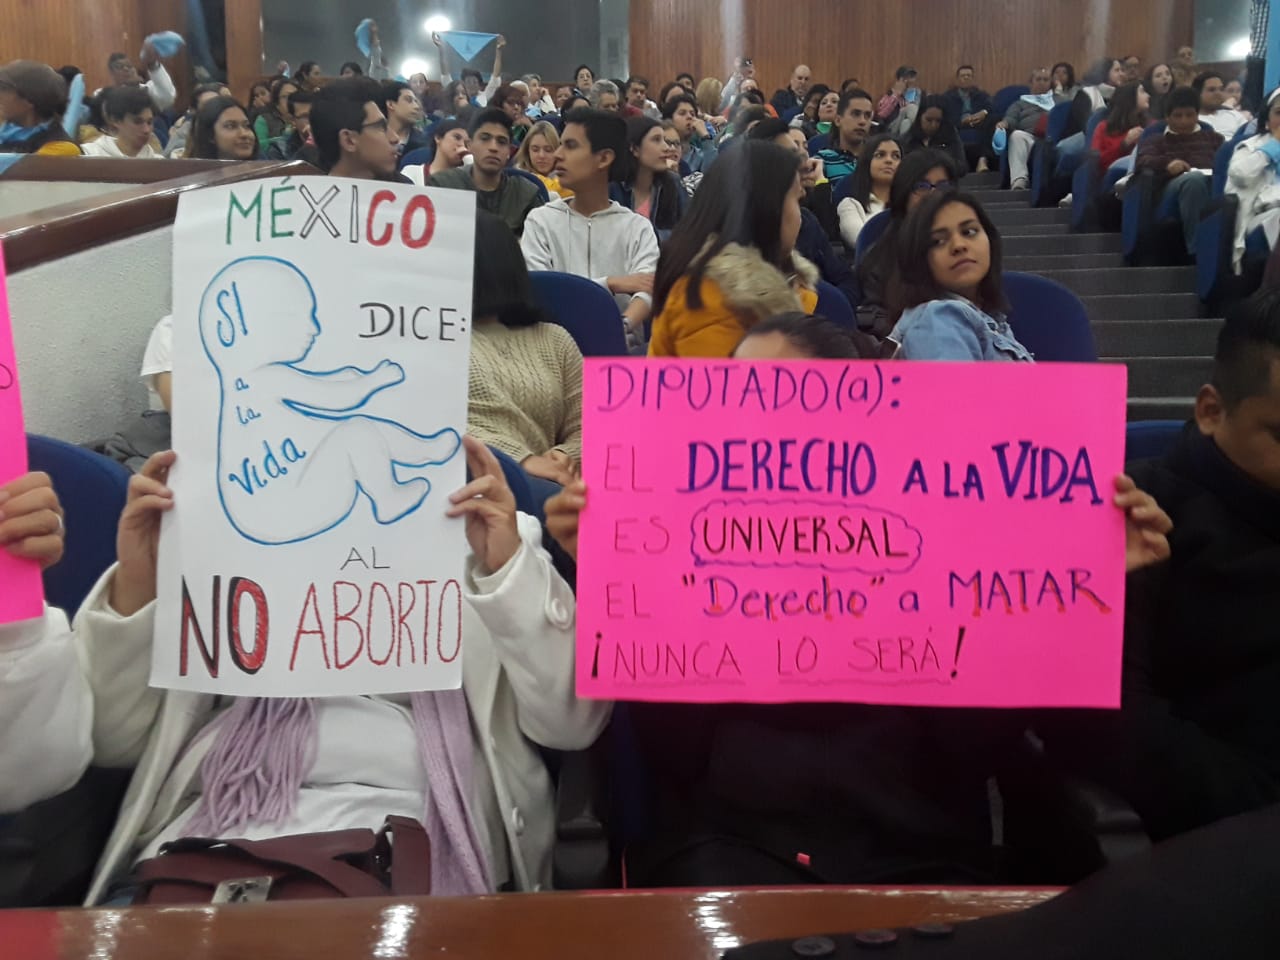 MÉXICO
DICE:
SI
a
la
vida
AL
NO ABORTO
DIPUTADO(a):
EL DERECHO A LA VIDA
ES UNIVERSAL
EL "Derecho" a MATAR
¡NUNCA LO SERÁ!